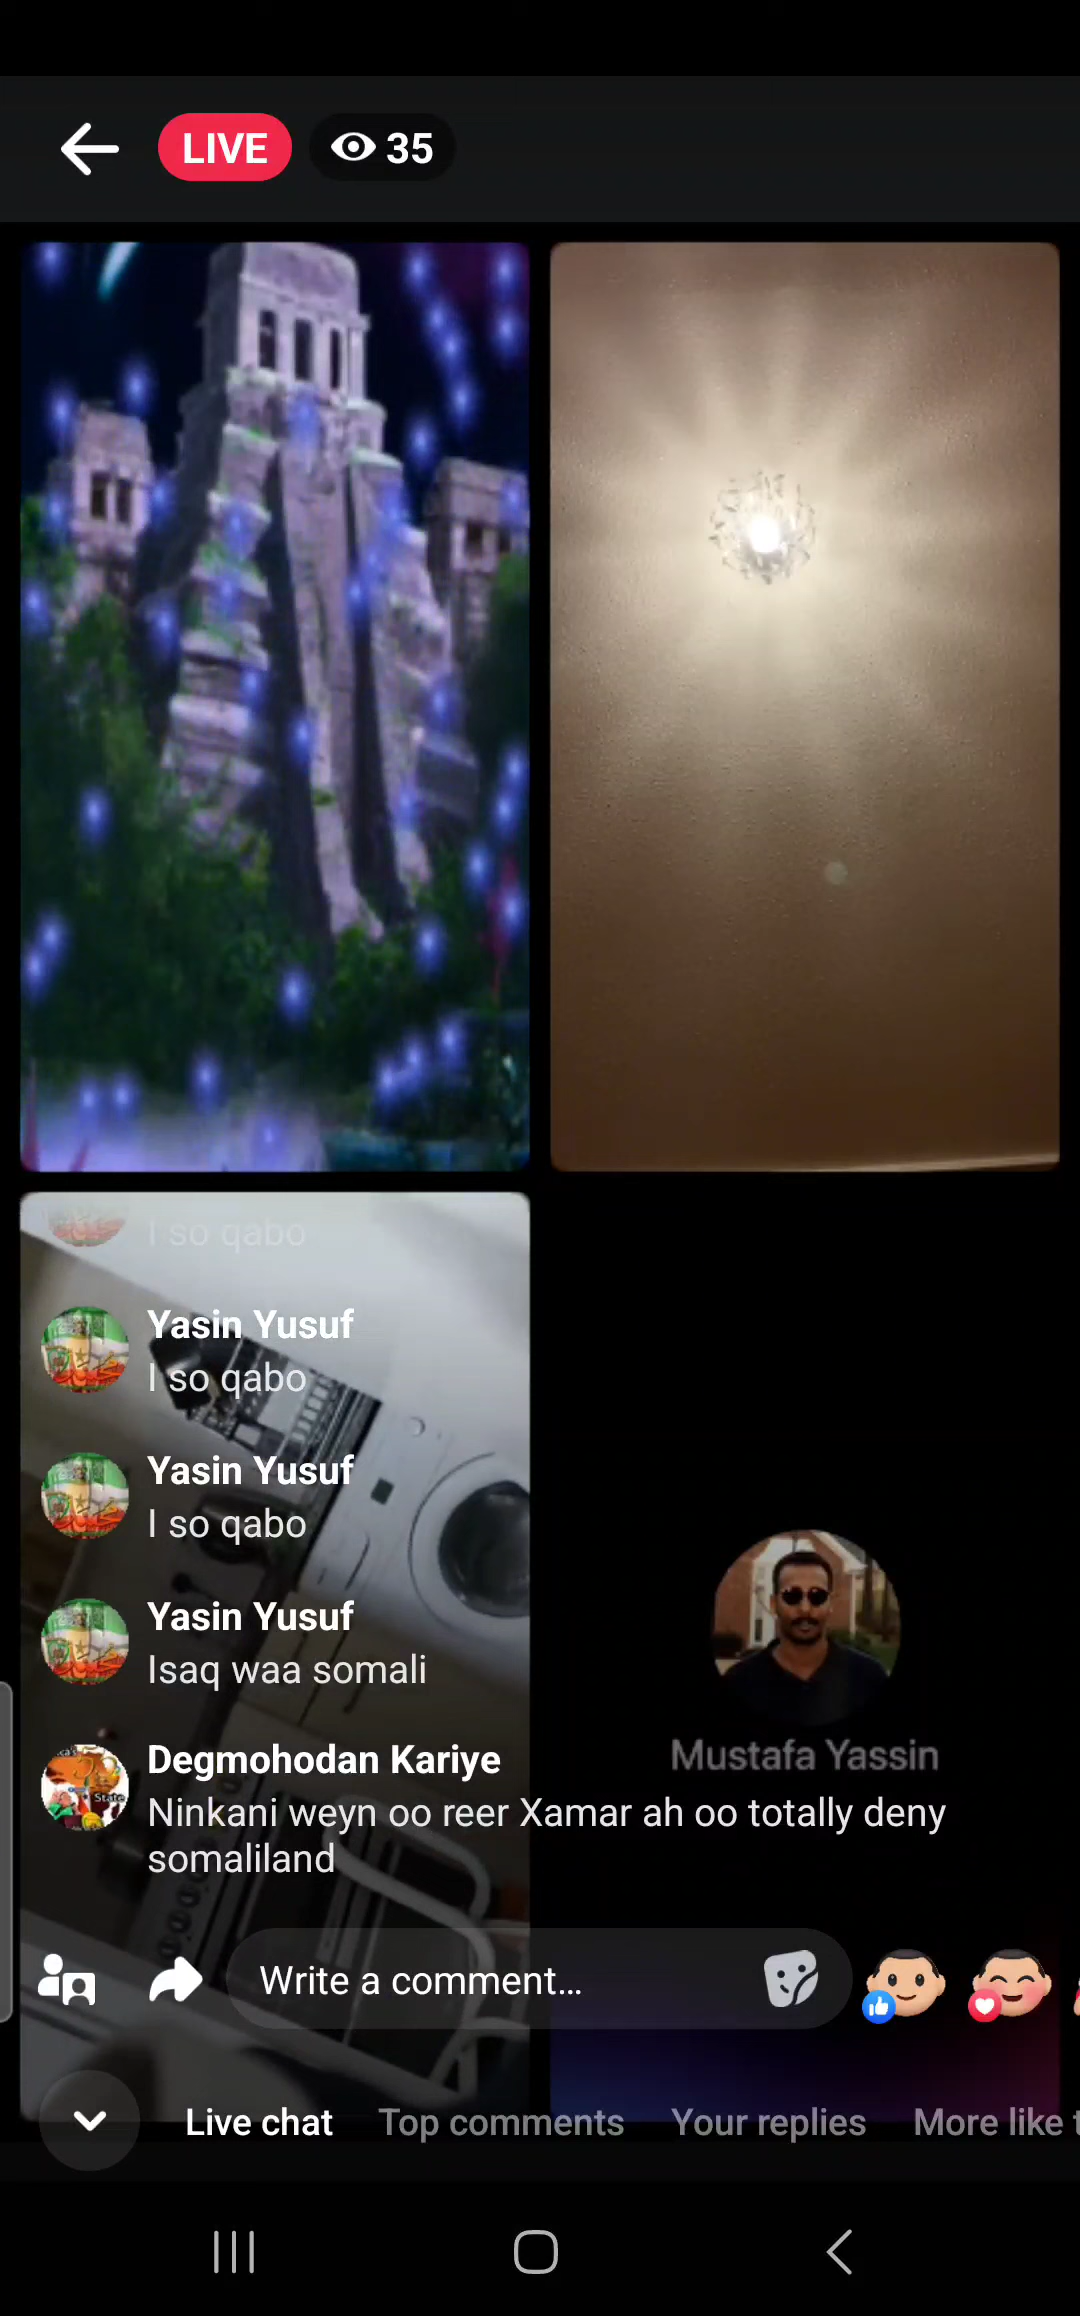 LIVE
35
I so qabo
Yasin Yusuf
I so qabo
Yasin Yusuf
I so qabo
Yasin Yusuf
Isaq waa somali
Mustafa Yassin
Degmohodan Kariye
Ninkani weyn oo reer Xamar ah oo totally deny
somaliland
Write a comment...
Live chat
Top comments
Your replies
More like t